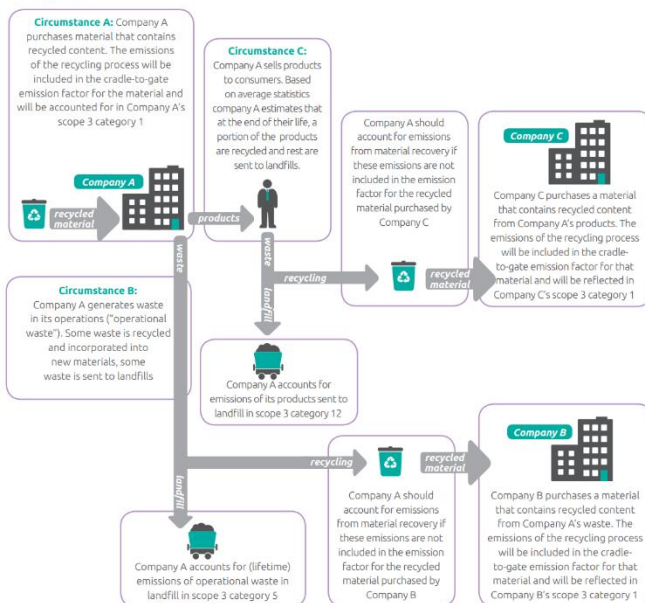 Circumstance A: Company A
purchases material that contains
recycled content. The emissions
of the recycling process will be
included in the cradle-to-gate
emission factor for the material and
will be accounted for in Company A's
scope 3 category 1
Company A
recycled
material
products
Circumstance C:
Company A sells products
to consumers. Based
on average statistics
company A estimates that
at the end of their life, a
portion of the products
are recycled and rest are
sent to landfills.
Company A should
account for emissions
from material recovery if
these emissions are not
included in the emission
factor for the recycled
material purchased by
Company C
Company C
Company C purchases a material
that contains recycled content
from Company A's products. The
emissions of the recycling process
will be included in the cradle-
to-gate emission factor for that
material and will be reflected in
Company C's scope 3 category 1
waste
waste
recycling
recycled
material
landfill
Circumstance B:
Company A generates waste
in its operations ("operational
waste"). Some waste is recycled
and incorporated into
new materials, some
waste is sent to landfills
Company A accounts for
emissions of its products sent to
landfill in scope 3 category 12
recycling
recycled
material
Company A should
account for emissions
from material recovery
if these emissions are
not included in the
emission factor for the
recycled material
purchased by
Company B
Company B
Company B purchases a material
that contains recycled content
from Company A's waste. The
emissions of the recycling process
will be included in the cradle-
to-gate emission factor for that
material and will be reflected in
Company B's scope 3 category 1
landfill
Company A accounts for (lifetime)
emissions of operational waste in
landfill in scope 3 category 5